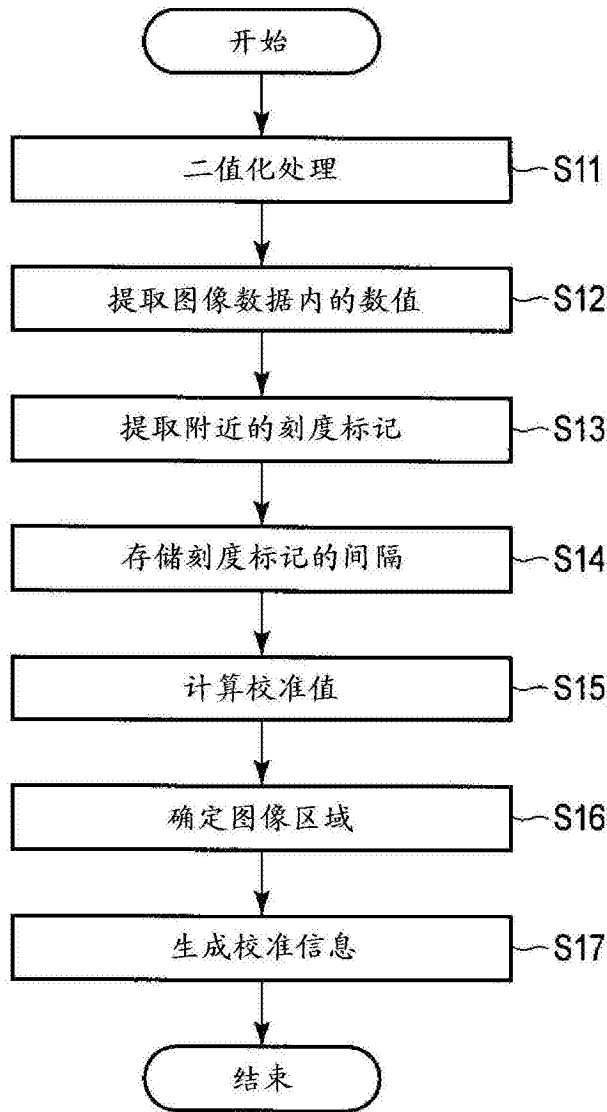 开始
二值化处理
S11
提取图像数据内的数值
S12
提取附近的刻度标记
S13
存储刻度标记的间隔
S14
计算校准值
S15
确定图像区域
S16
生成校准信息
S17
结束